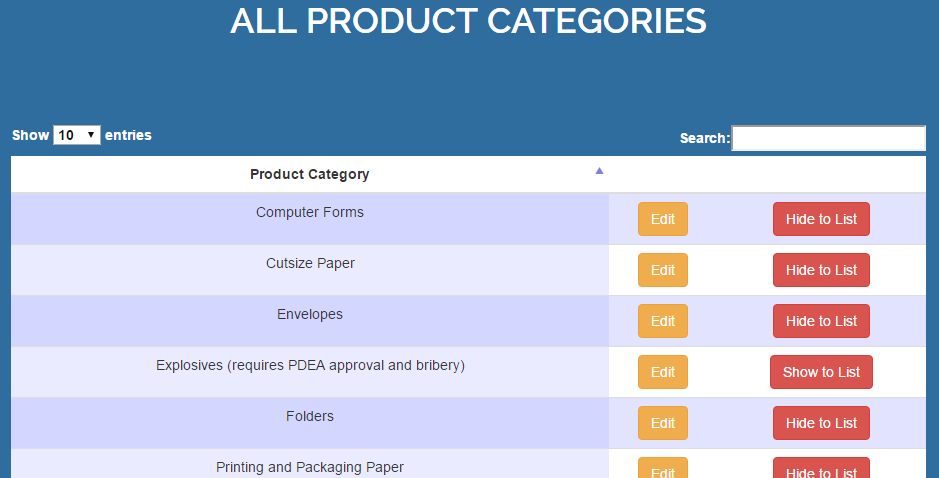 ALL PRODUCT CATEGORIES
Show 10 entries
Search:
Product Category
Computer Forms Edit Hide to List
Cutsize Paper Edit Hide to List
Envelopes Edit Hide to List
Explosives (requires PDEA approval and bribery) Edit Show to List
Folders Edit Hide to List
Printing and Packaging Paper Edit Hide to List